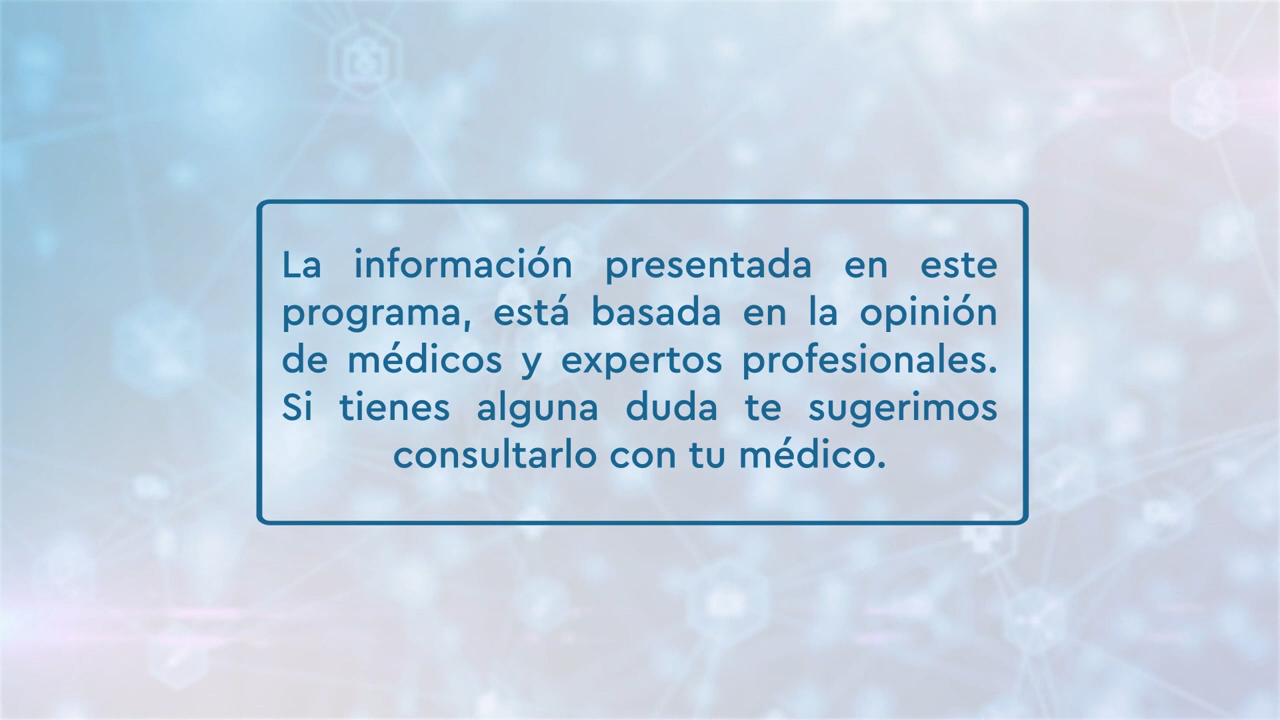 La información presentada en este
programa, está basada en la opinión
de médicos y expertos profesionales.
Si tienes alguna duda te sugerimos
consultarlo con tu médico.